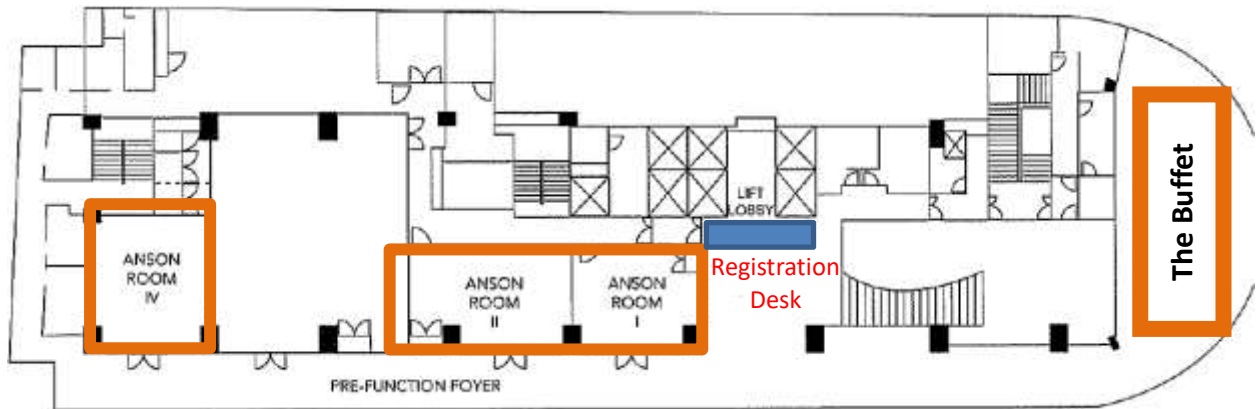 LIFT
LOBBY
The Buffet
ANSON
ROOM
IV
ANSON
ROOM
II
ANSON
ROOM
I
Registration
Desk
PRE-FUNCTION FOYER